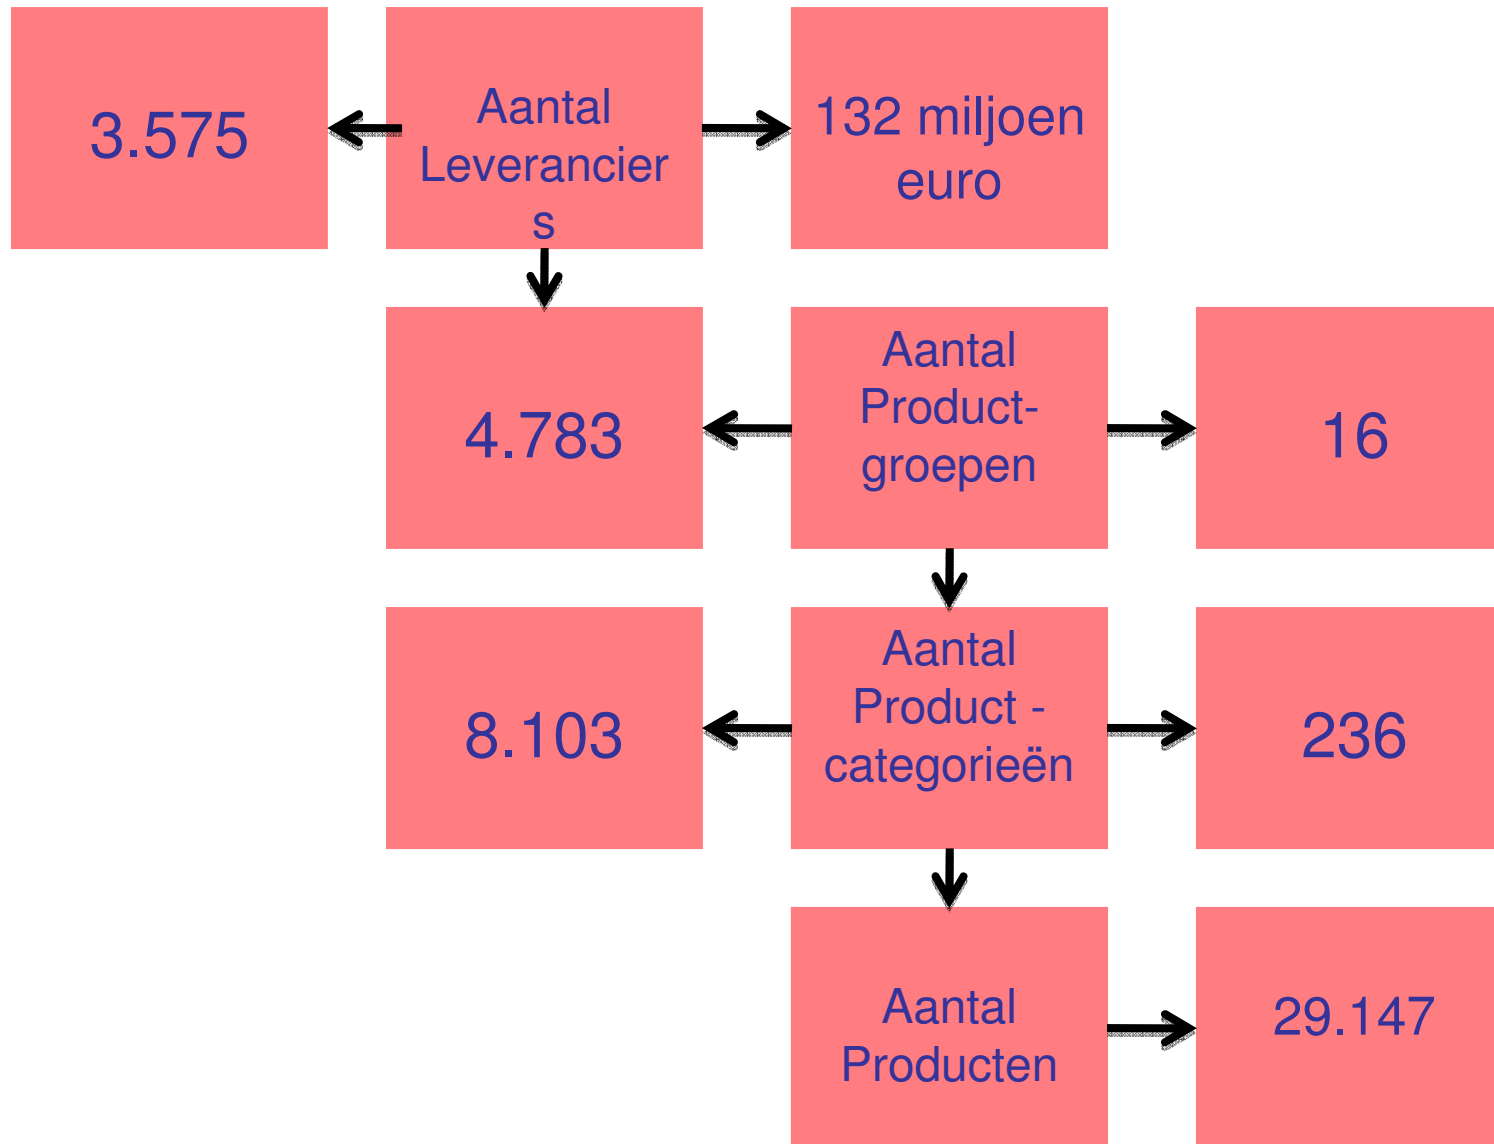 3.575
Aantal
Leverancier
s
132 miljoen
euro
4.783
Aantal
Product-
groepen
16
8.103
Aantal
Product -
categorieën
236
Aantal
Producten
29.147